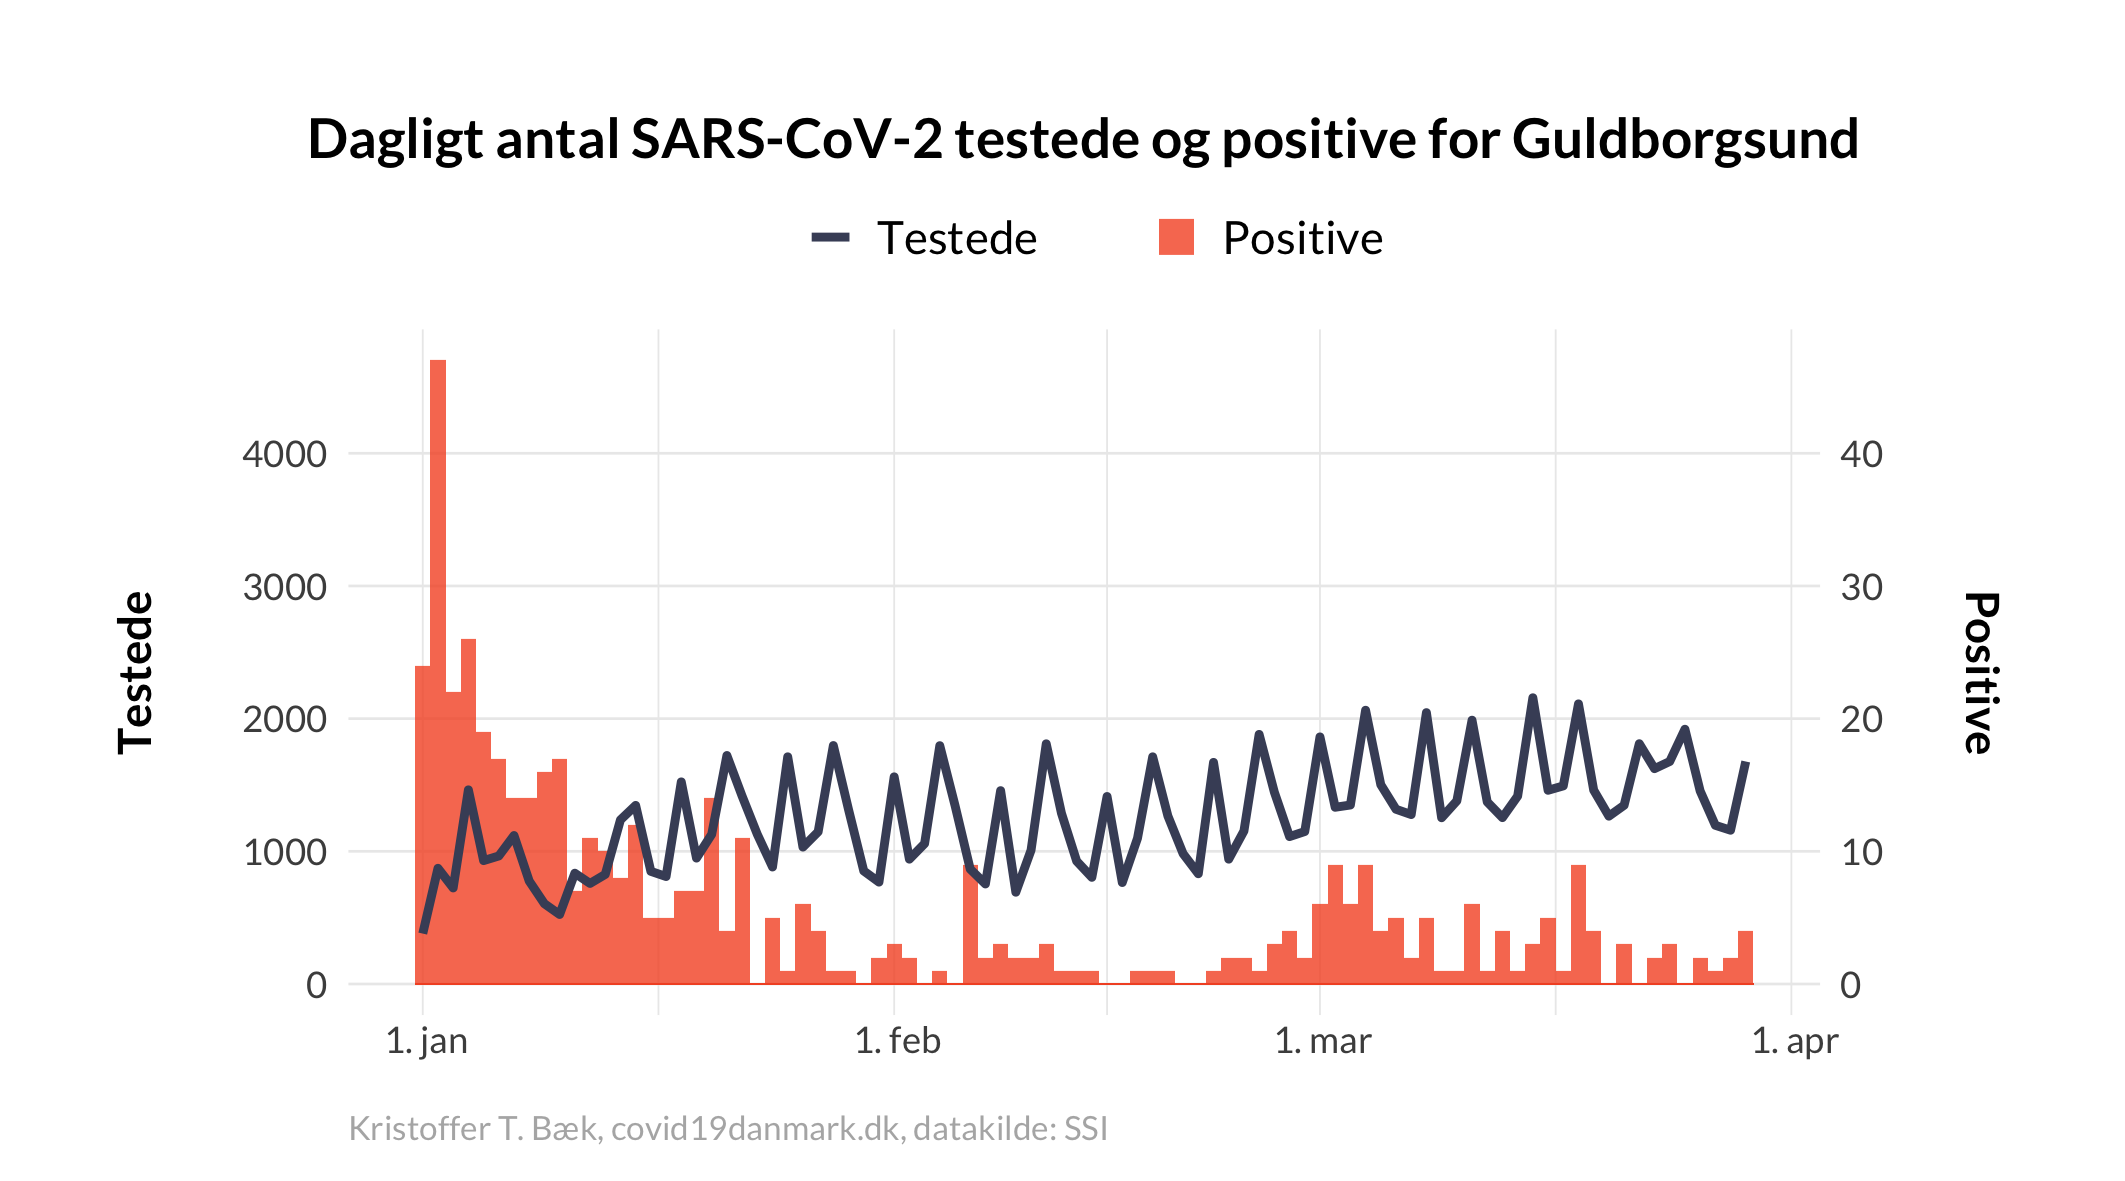 Dagligt antal SARS-CoV-2 testede og positive for Guldborgsund
Testede
Positive
Testede
4000
3000
2000
1000
0
40
30
20
10
0
Positive
1. jan
1. feb
1. mar
1. apr
Kristoffer T. Bæk, covid19danmark.dk, datakilde: SSI